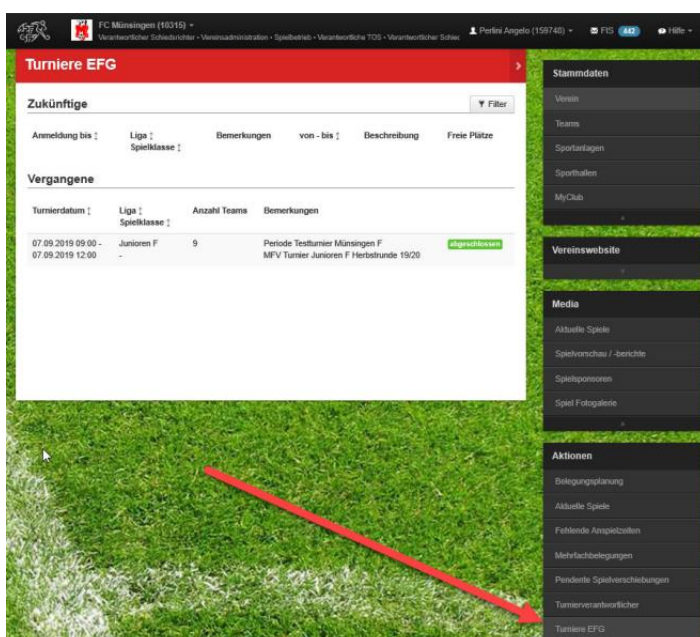 FC Münsingen (10315)
Verantwortlicher Schiedsrichter • Vereinsadministration • Spielbetrieb • Verantwortliche TOS • Verantwortlicher Schiec
Perlini Angelo (159740)
FIS 442
Hilfe
Turniere EFG
Zukünftige
Filter
Anmeldung bis Liga Bemerkungen von - bis Beschreibung Freie Plätze
Spielklasse
Vergangene
Turnierdatum Liga Anzahl Teams Bemerkungen
Spielklasse
07.09.2019 09:00 - Junioren F 9 Periode Testturnier Münsingen F abgeschlossen
07.09.2019 12:00 - MFV Turnier Junioren F Herbstrunde 19/20
Stammdaten
Verein
Teams
Sportanlagen
Sporthallen
MyClub
Vereinswebsite
Media
Aktuelle Spiele
Spielvorschau / -berichte
Spielsponsoren
Spiel Fotogalerie
Aktionen
Belegungsplanung
Aktuelle Spiele
Fehlende Anspielzeiten
Mehrfachbelegungen
Pendente Spielverschiebungen
Turnierverantwortlicher
Turniere EFG